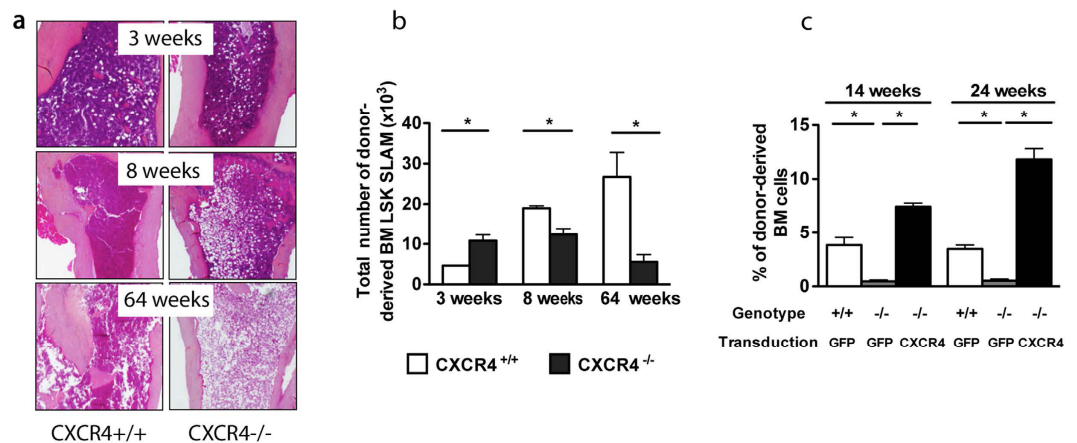 a
3 weeks
8 weeks
64 weeks
CXCR4+/+ CXCR4-/-
b
Total number of donor-
derived BM LSK SLAM (x10³)
40
30
20
10
0
* * *
3 weeks 8 weeks 64 weeks
CXCR4+/+ CXCR4-/-
c
14 weeks 24 weeks
* * * *
% of donor-derived
BM cells
15
10
5
0
Genotype +/+ -/- -/- +/+ -/- -/-
Transduction GFP GFP CXCR4 GFP GFP CXCR4